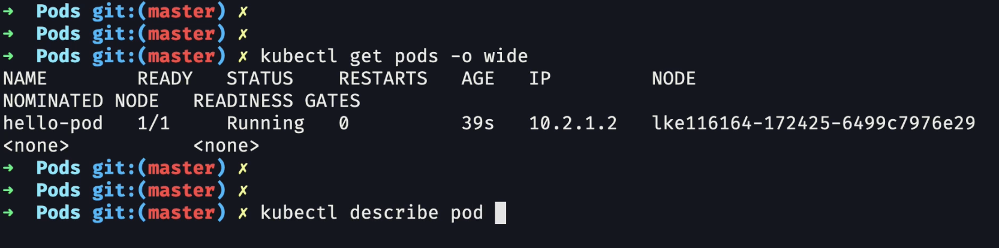 ➜  Pods git:(master) ✗
➜  Pods git:(master) ✗
➜  Pods git:(master) ✗ kubectl get pods -o wide
NAME        READY   STATUS    RESTARTS   AGE   IP         NODE
NOMINATED NODE   READINESS GATES
hello-pod   1/1     Running   0          39s   10.2.1.2   lke116164-172425-6499c7976e29
<none>           <none>
➜  Pods git:(master) ✗
➜  Pods git:(master) ✗
➜  Pods git:(master) ✗ kubectl describe pod